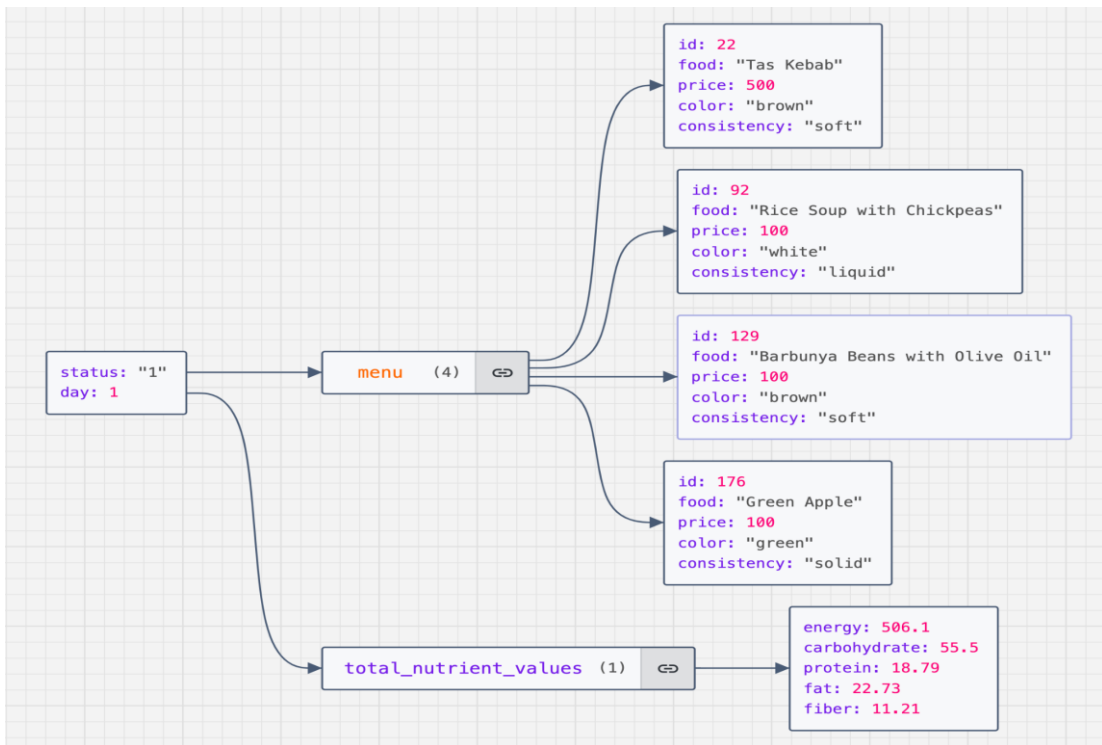 id: 22
food: "Tas Kebab"
price: 500
color: "brown"
consistency: "soft"
id: 92
food: "Rice Soup with Chickpeas"
price: 100
color: "white"
consistency: "liquid"
id: 129
food: "Barbunya Beans with Olive Oil"
price: 100
color: "brown"
consistency: "soft"
status: "1"
day: 1
menu (4)
id: 176
food: "Green Apple"
price: 100
color: "green"
consistency: "solid"
total_nutrient_values (1)
energy: 506.1
carbohydrate: 55.5
protein: 18.79
fat: 22.73
fiber: 11.21